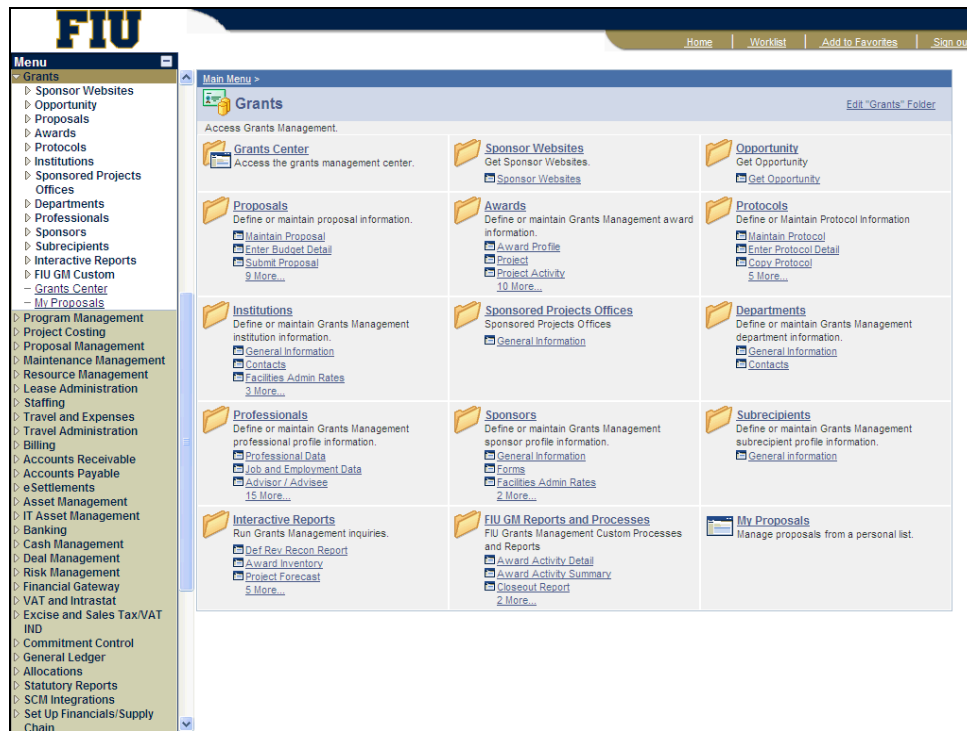 FIU
Home
Worklist
Add to Favorites
Sign ou
Menu
Grants
Sponsor Websites
Opportunity
Proposals
Awards
Protocols
Institutions
Sponsored Projects
Offices
Departments
Professionals
Sponsors
Subrecipients
Interactive Reports
FIU GM Custom
Grants Center
My Proposals
Program Management
Project Costing
Proposal Management
Maintenance Management
Resource Management
Lease Administration
Staffing
Travel and Expenses
Travel Administration
Billing
Accounts Receivable
Accounts Payable
eSettlements
Asset Management
IT Asset Management
Banking
Cash Management
Deal Management
Risk Management
Financial Gateway
VAT and Intrastat
Excise and Sales Tax/VAT
IND
Commitment Control
General Ledger
Allocations
Statutory Reports
SCM Integrations
Set Up Financials/Supply
Chain
Main Menu >
Grants
Edit "Grants" Folder
Access Grants Management.
Grants Center
Access the grants management center.
Sponsor Websites
Get Sponsor Websites.
Sponsor Websites
Opportunity
Get Opportunity
Get Opportunity
Proposals
Define or maintain proposal information.
Maintain Proposal
Enter Budget Detail
Submit Proposal
9 More...
Awards
Define or maintain Grants Management award
information.
Award Profile
Project
Project Activity
10 More...
Protocols
Define or Maintain Protocol Information
Maintain Protocol
Enter Protocol Detail
Copy Protocol
5 More...
Institutions
Define or maintain Grants Management
institution information.
General Information
Contacts
Facilities Admin Rates
3 More...
Sponsored Projects Offices
Sponsored Projects Offices
General Information
Departments
Define or maintain Grants Management
department information.
General Information
Contacts
Professionals
Define or maintain Grants Management
professional profile information.
Professional Data
Job and Employment Data
Advisor / Advisee
15 More...
Sponsors
Define or maintain Grants Management
sponsor profile information.
General Information
Forms
Facilities Admin Rates
2 More...
Subrecipients
Define or maintain Grants Management
subrecipient profile information.
General information
Interactive Reports
Run Grants Management inquiries.
Def Rev Recon Report
Award Inventory
Project Forecast
5 More...
FIU GM Reports and Processes
FIU Grants Management Custom Processes
and Reports
Award Activity Detail
Award Activity Summary
Closeout Report
2 More...
My Proposals
Manage proposals from a personal list.